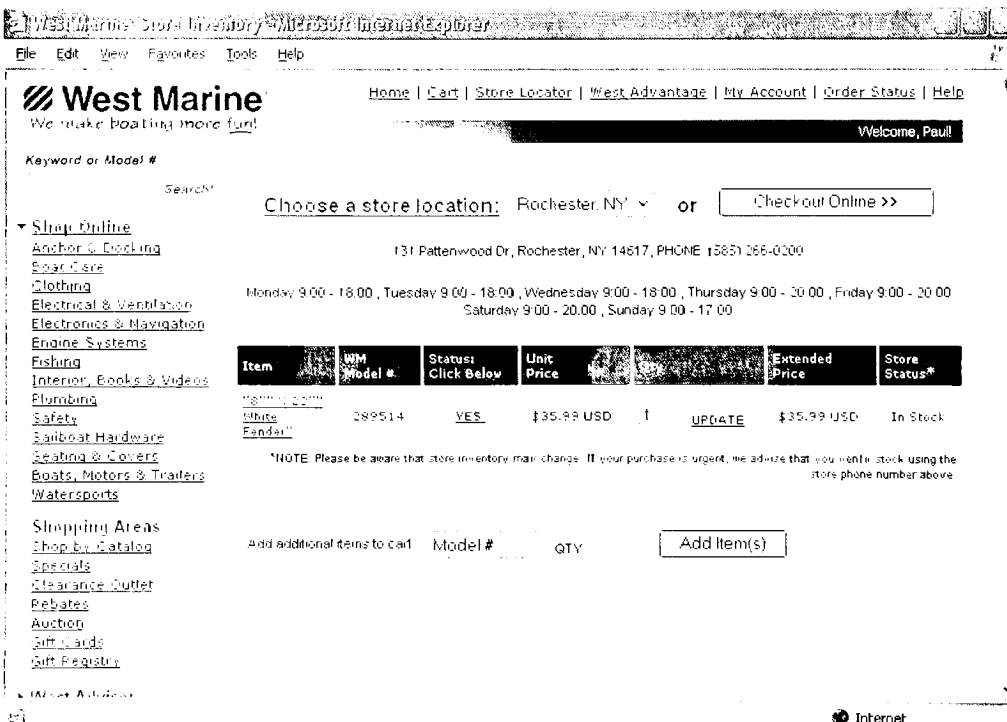 West Marine Store Inventory - Microsoft Internet Explorer
File Edit View Favorites Tools Help
West Marine
We make boating more fun!
Home | Cart | Store Locator | West Advantage | My Account | Order Status | Help
Welcome, Paul!
Keyword or Model #
Search!
Choose a store location: Rochester, NY or Checkout Online >>
131 Pattenwood Dr, Rochester, NY 14617, PHONE (585) 266-0200
Monday 9:00 - 18:00 , Tuesday 9:00 - 18:00 , Wednesday 9:00 - 18:00 , Thursday 9:00 - 20:00 , Friday 9:00 - 20:00
Saturday 9:00 - 20:00 , Sunday 9:00 - 17:00
Shop Online
Anchor & Docking
Boat Care
Clothing
Electrical & Ventilation
Electronics & Navigation
Engine Systems
Fishing
Interior, Books & Videos
Plumbing
Safety
Sailboat Hardware
Seating & Covers
Boats, Motors & Trailers
Watersports
Item WM Model # Status: Click Below Unit Price Extended Price Store Status*
White Fender" 289514 YES $35.99 USD 1 UPDATE $35.99 USD In Stock
*NOTE: Please be aware that store inventory may change. If your purchase is urgent, we advise that you verify stock using the
store phone number above
Add additional items to cart Model # QTY Add Item(s)
Shopping Areas
Shop by Catalog
Specials
Clearance Outlet
Rebates
Auction
Gift Cards
Gift Registry
West Advisor
Internet